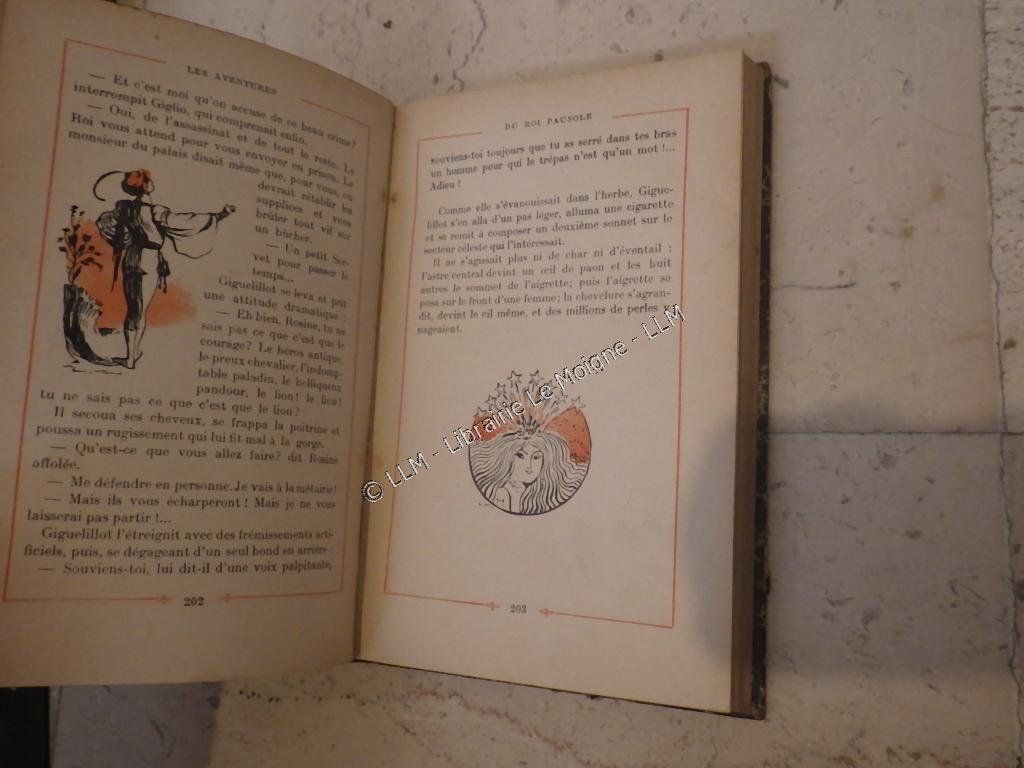 LES AVENTURES
— Et c'est moi qu'on accuse de ce beau crime?
interrompit Giglio, qui comprenait enfin.
— Oui, de l'assassinat et de tout le reste. Le
Roi vous attend pour vous envoyer en prison. Le
monsieur du palais disait même que, pour vous, on
devrait rétablir les
supplices et vous
brûler tout vif sur
un bûcher.
— Un petit Ser-
vet pour passer le
temps...
Giguelillot se leva et prit
une attitude dramatique :
— Eh bien, Rosine, tu ne
sais pas ce que c'est que le
courage? Le héros antique,
le preux chevalier, l'indomp-
table paladin, le belliqueux
pandour, le lion! le lion!
tu ne sais pas ce que c'est que le lion?
Il secoua ses cheveux, se frappa la poitrine et
poussa un rugissement qui lui fit mal à la gorge.
— Qu'est-ce que vous allez faire? dit Rosine
affolée.
— Me défendre en personne. Je vais à la métairie!
— Mais ils vous écharperont! Mais je ne vous
laisserai pas partir!...
Giguelillot l'étreignit avec des frémissements arti-
ficiels, puis, se dégageant d'un seul bond en arrière :
— Souviens-toi, lui dit-il d'une voix palpitante,
202
DU ROI PAUSOLE
souviens-toi toujours que tu as serré dans tes bras
un homme pour qui le trépas n'est qu'un mot!...
Adieu!
Comme elle s'évanouissait dans l'herbe, Gigue-
lillot s'en alla d'un pas léger, alluma une cigarette
et se remit à composer un deuxième sonnet sur le
secteur céleste qui l'intéressait.
Il ne s'agissait plus ni de char ni d'éventail :
l'astre central devint un œil de paon et les huit
autres le sommet de l'aigrette; puis l'aigrette se
posa sur le front d'une femme; la chevelure s'agran-
dit, devint le ciel même, et des millions de perles y
nageaient.
203
© LLM - Librairie Le Moigne - LLM